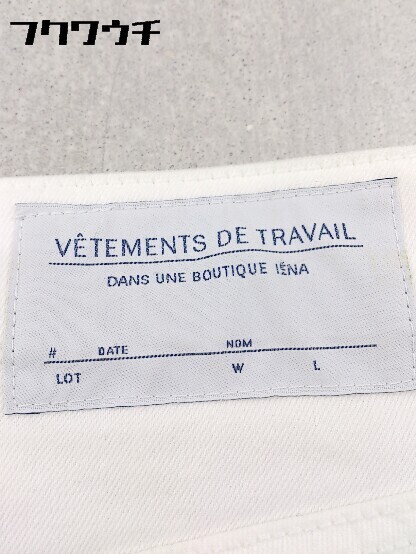 フクワウチ
VÊTEMENTS DE TRAVAIL
DANS UNE BOUTIQUE IÉNA
# DATE NOM
LOT W L